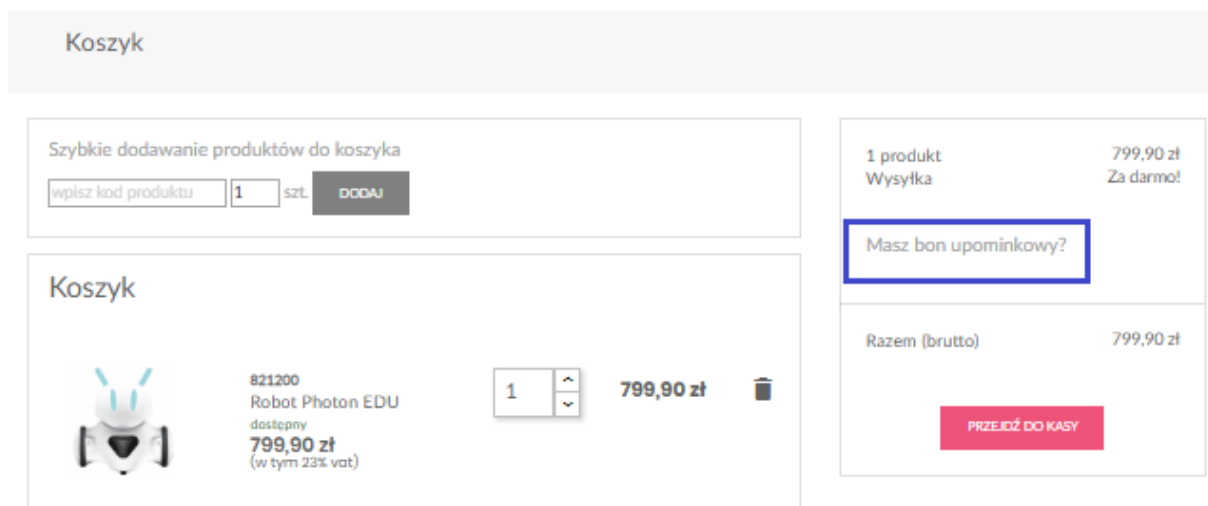 Koszyk
Szybkie dodawanie produktów do koszyka
wpisz kod produktu 1 szt. DODAJ
Koszyk
821200
Robot Photon EDU
dostępny
799,90 zł
(w tym 23% vat)
1
799,90 zł
1 produkt 799,90 zł
Wysyłka Za darmo!
Masz bon upominkowy?
Razem (brutto) 799,90 zł
PRZEJDŹ DO KASY